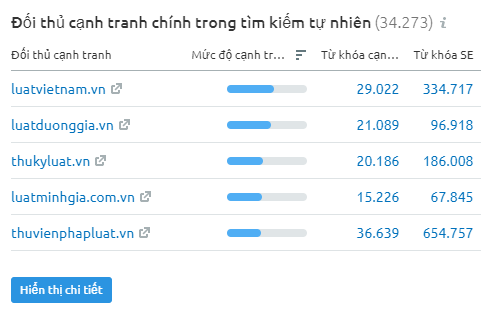 Đối thủ cạnh tranh chính trong tìm kiếm tự nhiên (34.273) i
Đối thủ cạnh tranh Mức độ cạnh tr... Từ khóa cạn... Từ khóa SE
luatvietnam.vn 29.022 334.717
luatduonggia.vn 21.089 96.918
thukyluat.vn 20.186 186.008
luatminhgia.com.vn 15.226 67.845
thuvienphapluat.vn 36.639 654.757
Hiển thị chi tiết